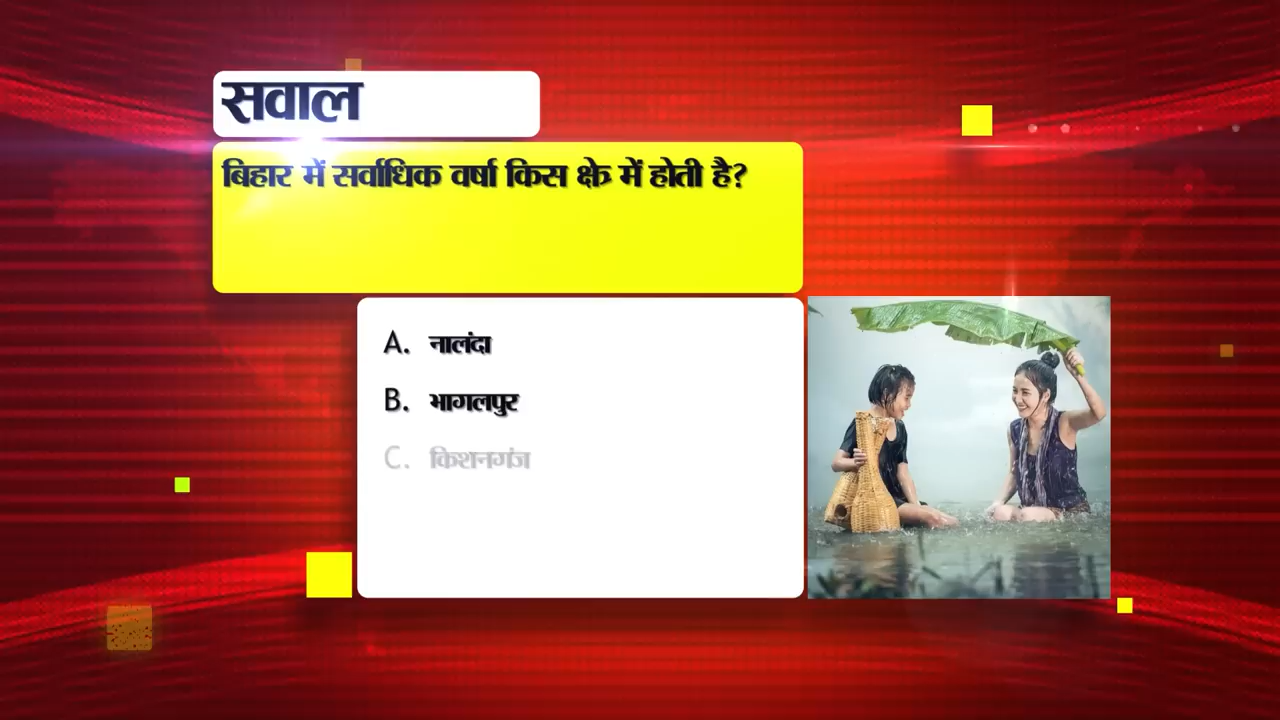 सवाल
बिहार में सर्वाधिक वर्षा किस क्षे में होती है?
A. नालंदा
B. भागलपुर
C. किशनगंज